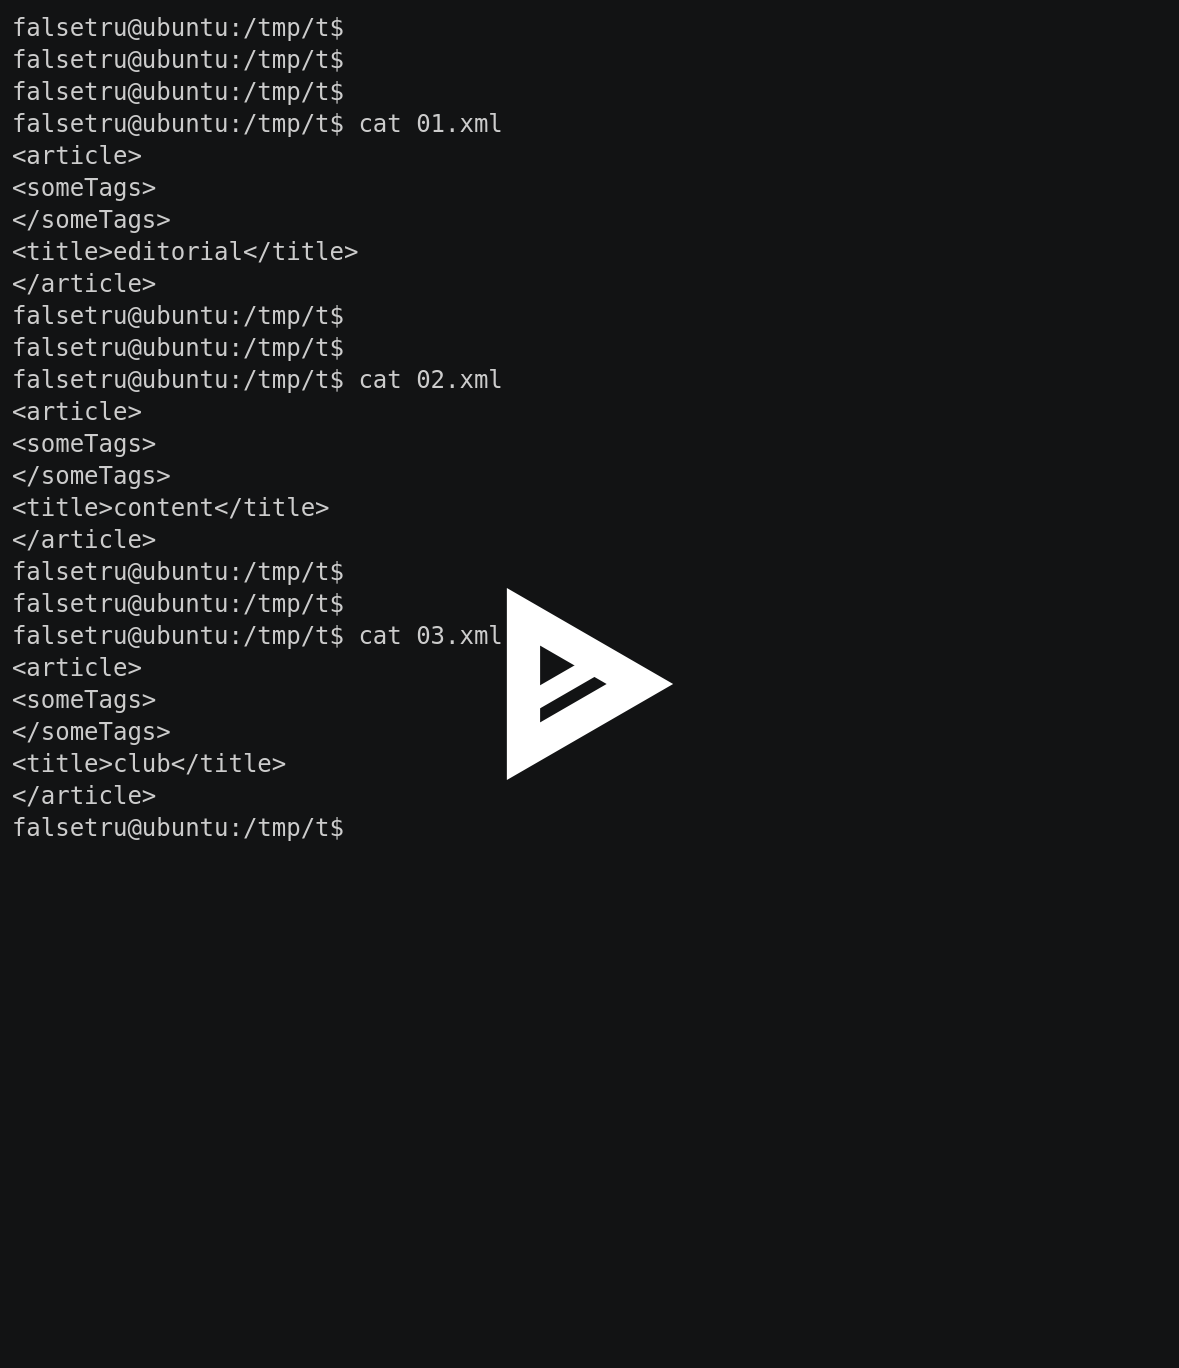 falsetru@ubuntu:/tmp/t$
falsetru@ubuntu:/tmp/t$
falsetru@ubuntu:/tmp/t$
falsetru@ubuntu:/tmp/t$ cat 01.xml
<article>
<someTags>
</someTags>
<title>editorial</title>
</article>
falsetru@ubuntu:/tmp/t$
falsetru@ubuntu:/tmp/t$
falsetru@ubuntu:/tmp/t$ cat 02.xml
<article>
<someTags>
</someTags>
<title>content</title>
</article>
falsetru@ubuntu:/tmp/t$
falsetru@ubuntu:/tmp/t$
falsetru@ubuntu:/tmp/t$ cat 03.xml
<article>
<someTags>
</someTags>
<title>club</title>
</article>
falsetru@ubuntu:/tmp/t$